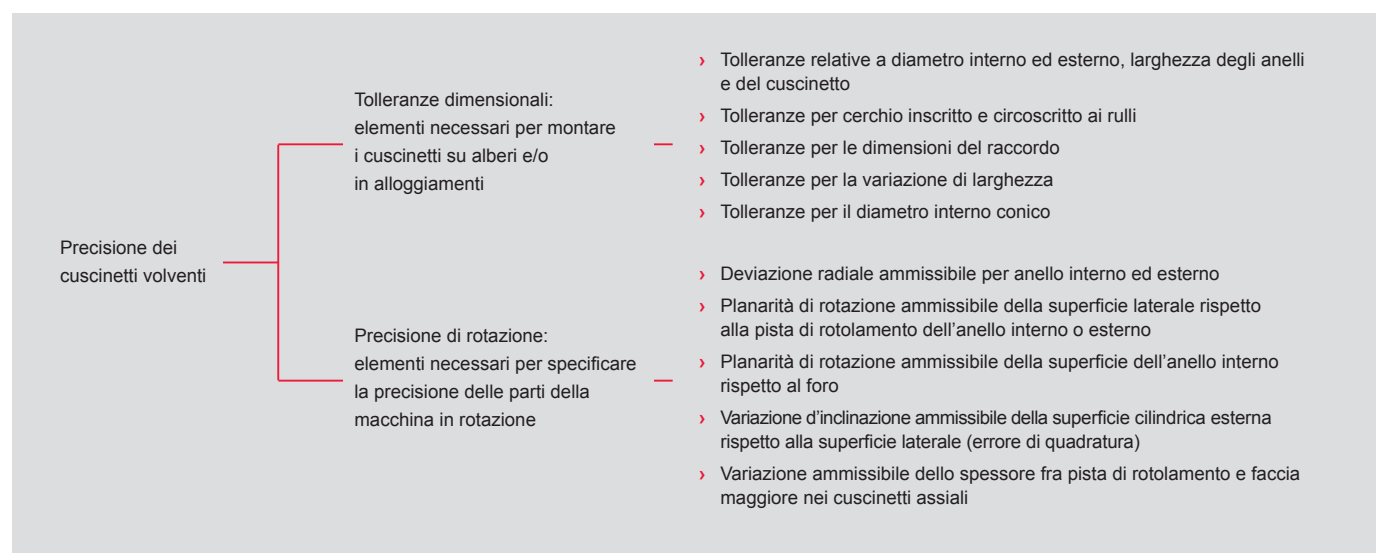 Precisione dei
cuscinetti volventi
Tolleranze dimensionali:
elementi necessari per montare
i cuscinetti su alberi e/o
in alloggiamenti
› Tolleranze relative a diametro interno ed esterno, larghezza degli anelli
e del cuscinetto
› Tolleranze per cerchio inscritto e circoscritto ai rulli
› Tolleranze per le dimensioni del raccordo
› Tolleranze per la variazione di larghezza
› Tolleranze per il diametro interno conico
Precisione di rotazione:
elementi necessari per specificare
la precisione delle parti della
macchina in rotazione
› Deviazione radiale ammissibile per anello interno ed esterno
› Planarità di rotazione ammissibile della superficie laterale rispetto
alla pista di rotolamento dell’anello interno o esterno
› Planarità di rotazione ammissibile della superficie dell’anello interno
rispetto al foro
› Variazione d’inclinazione ammissibile della superficie cilindrica esterna
rispetto alla superficie laterale (errore di quadratura)
› Variazione ammissibile dello spessore fra pista di rotolamento e faccia
maggiore nei cuscinetti assiali